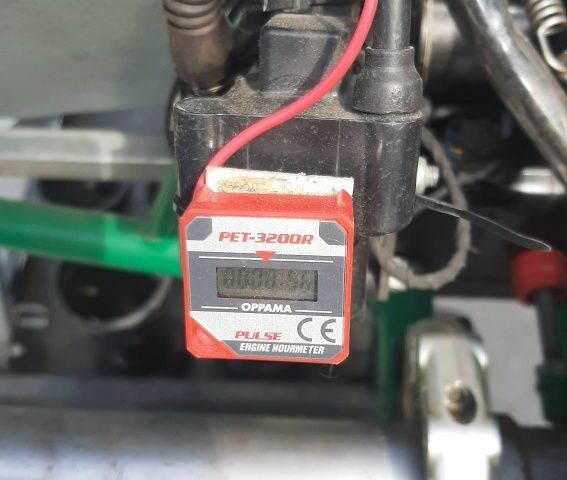 PET-3200R
OPPAMA
PULSE
CE
ENGINE HOURMETER